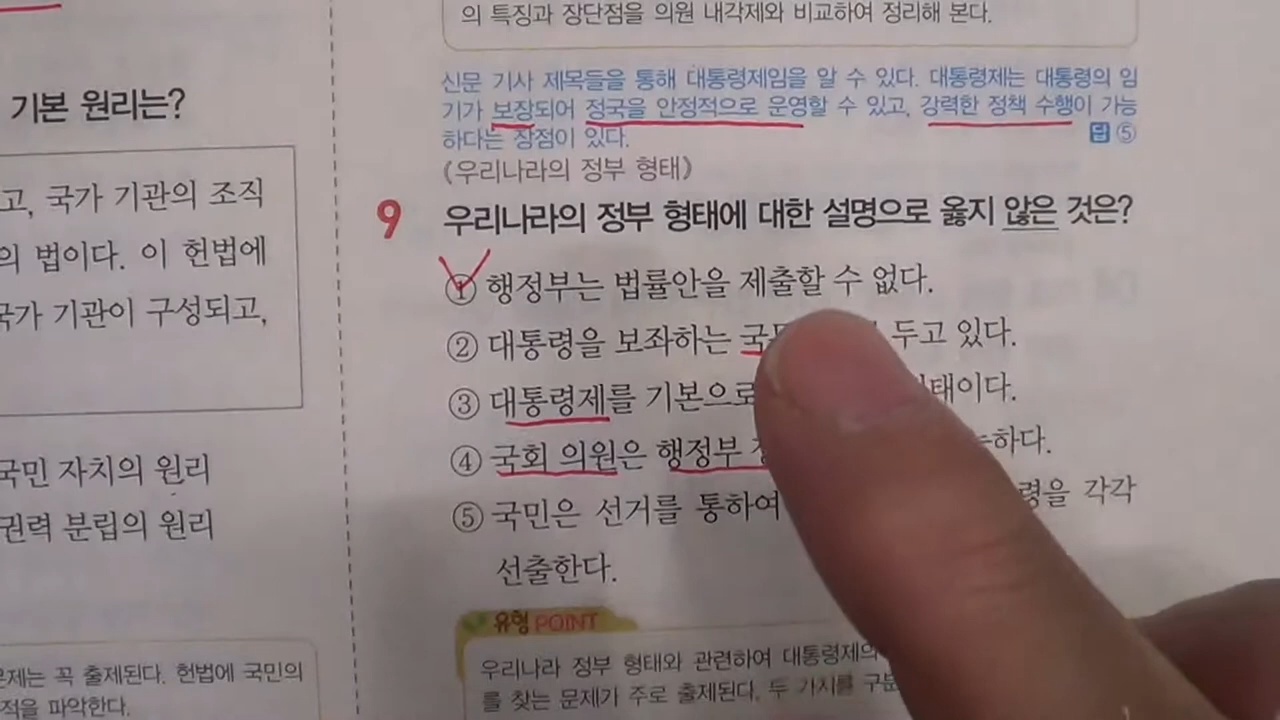 기본 원리는?
고, 국가 기관의 조직
의 법이다. 이 헌법에
국가 기관이 구성되고,
국민 자치의 원리
권력 분립의 원리
문제는 꼭 출제된다. 헌법에 국민의
적을 파악한다.
의 특징과 장단점을 의원 내각제와 비교하여 정리해 본다.
신문 기사 제목들을 통해 대통령제임을 알 수 있다. 대통령제는 대통령의 임
기가 보장되어 정국을 안정적으로 운영할 수 있고, 강력한 정책 수행이 가능
하다는 장점이 있다. 답 ⑤
《우리나라의 정부 형태》
9 우리나라의 정부 형태에 대한 설명으로 옳지 않은 것은?
① 행정부는 법률안을 제출할 수 없다.
② 대통령을 보좌하는 두고 있다.
③ 대통령제를 기본으로
④ 국회 의원은 행정부
⑤ 국민은 선거를 통하여 각각
선출한다.
유형 POINT
우리나라 정부 형태와 관련하여 대통령제의
를 찾는 문제가 주로 출제된다. 두 가지를